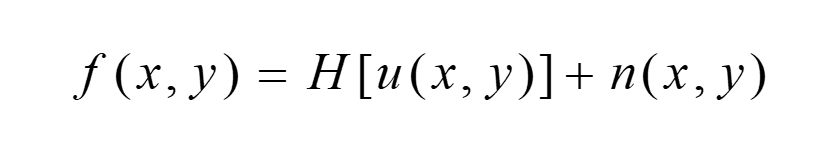 f(x, y) = H[u(x, y)] + n(x, y)